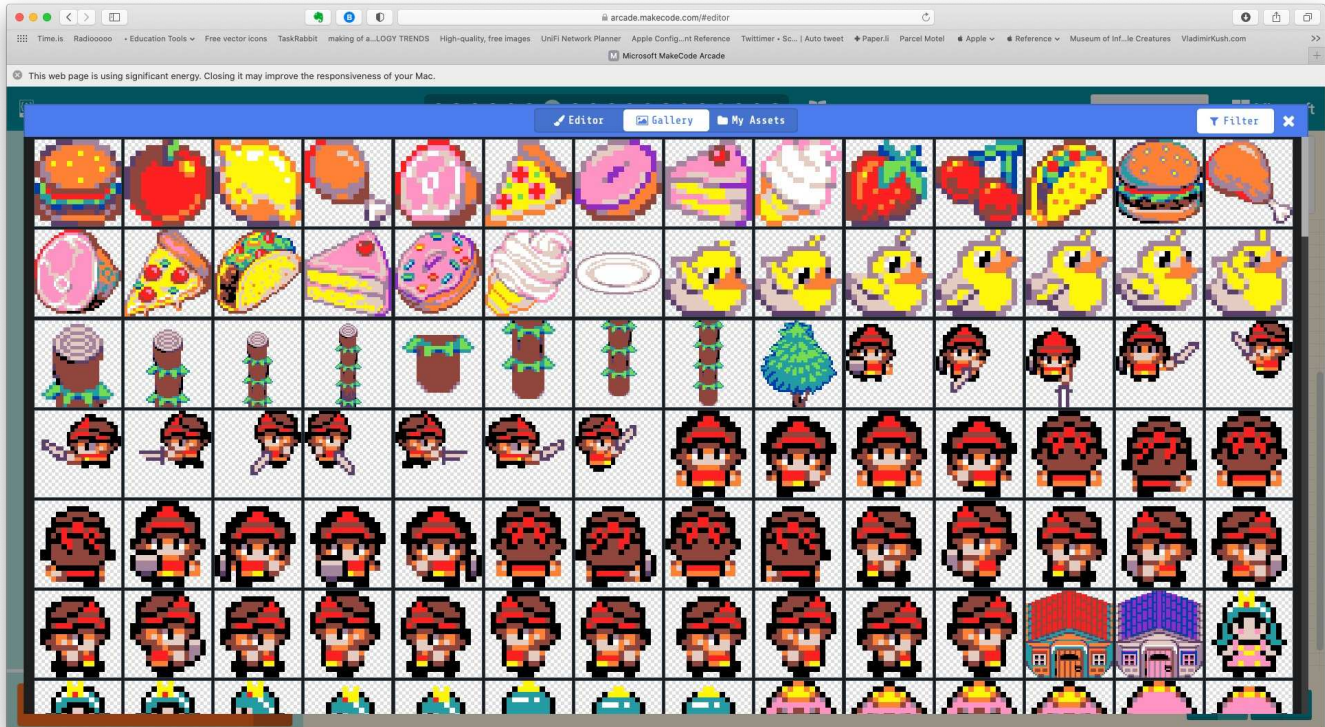 arcade.makecode.com/#editor
Time.is Radiooooo Education Tools Free vector icons TaskRabbit making of a...LOGY TRENDS High-quality, free images UniFi Network Planner Apple Config...nt Reference Twittimer • Sc... | Auto tweet Paper.li Parcel Motel Apple Reference Museum of Inf...le Creatures VladimirKush.com >>
Microsoft MakeCode Arcade
This web page is using significant energy. Closing it may improve the responsiveness of your Mac.
Editor Gallery My Assets Filter